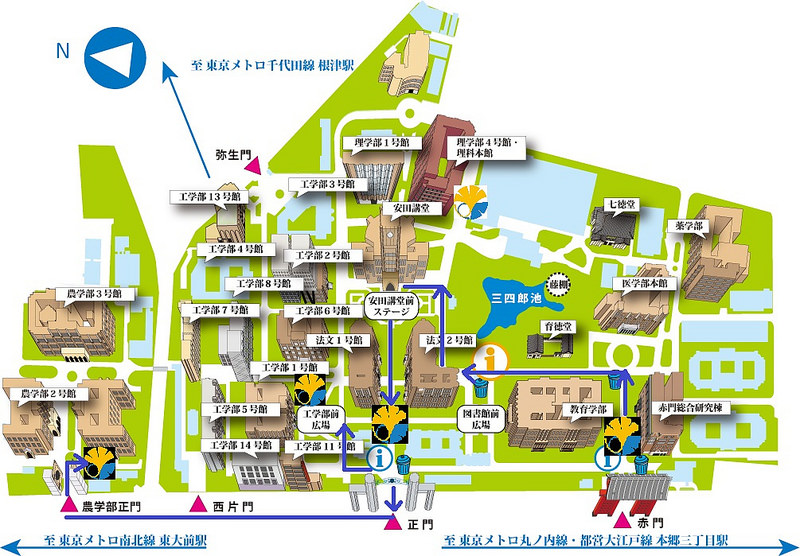 N
至 東京メトロ千代田線 根津駅
弥生門
理学部1号館
理学部4号館・
理科本館
工学部13号館
工学部3号館
安田講堂
七徳堂
薬学部
工学部4号館
工学部2号館
農学部3号館
工学部8号館
N
安田講堂前
ステージ
三四郎池
藤棚
医学部本館
工学部7号館
工学部6号館
法文1号館
法文2号館
育徳堂
i
工学部1号館
農学部2号館
工学部5号館
工学部前
広場
図書館前
広場
教育学部
赤門総合研究棟
工学部14号館
工学部11号館
i
i
農学部正門
西片門
正門
赤門
至 東京メトロ南北線 東大前駅
至 東京メトロ丸ノ内線・都営大江戸線 本郷三丁目駅